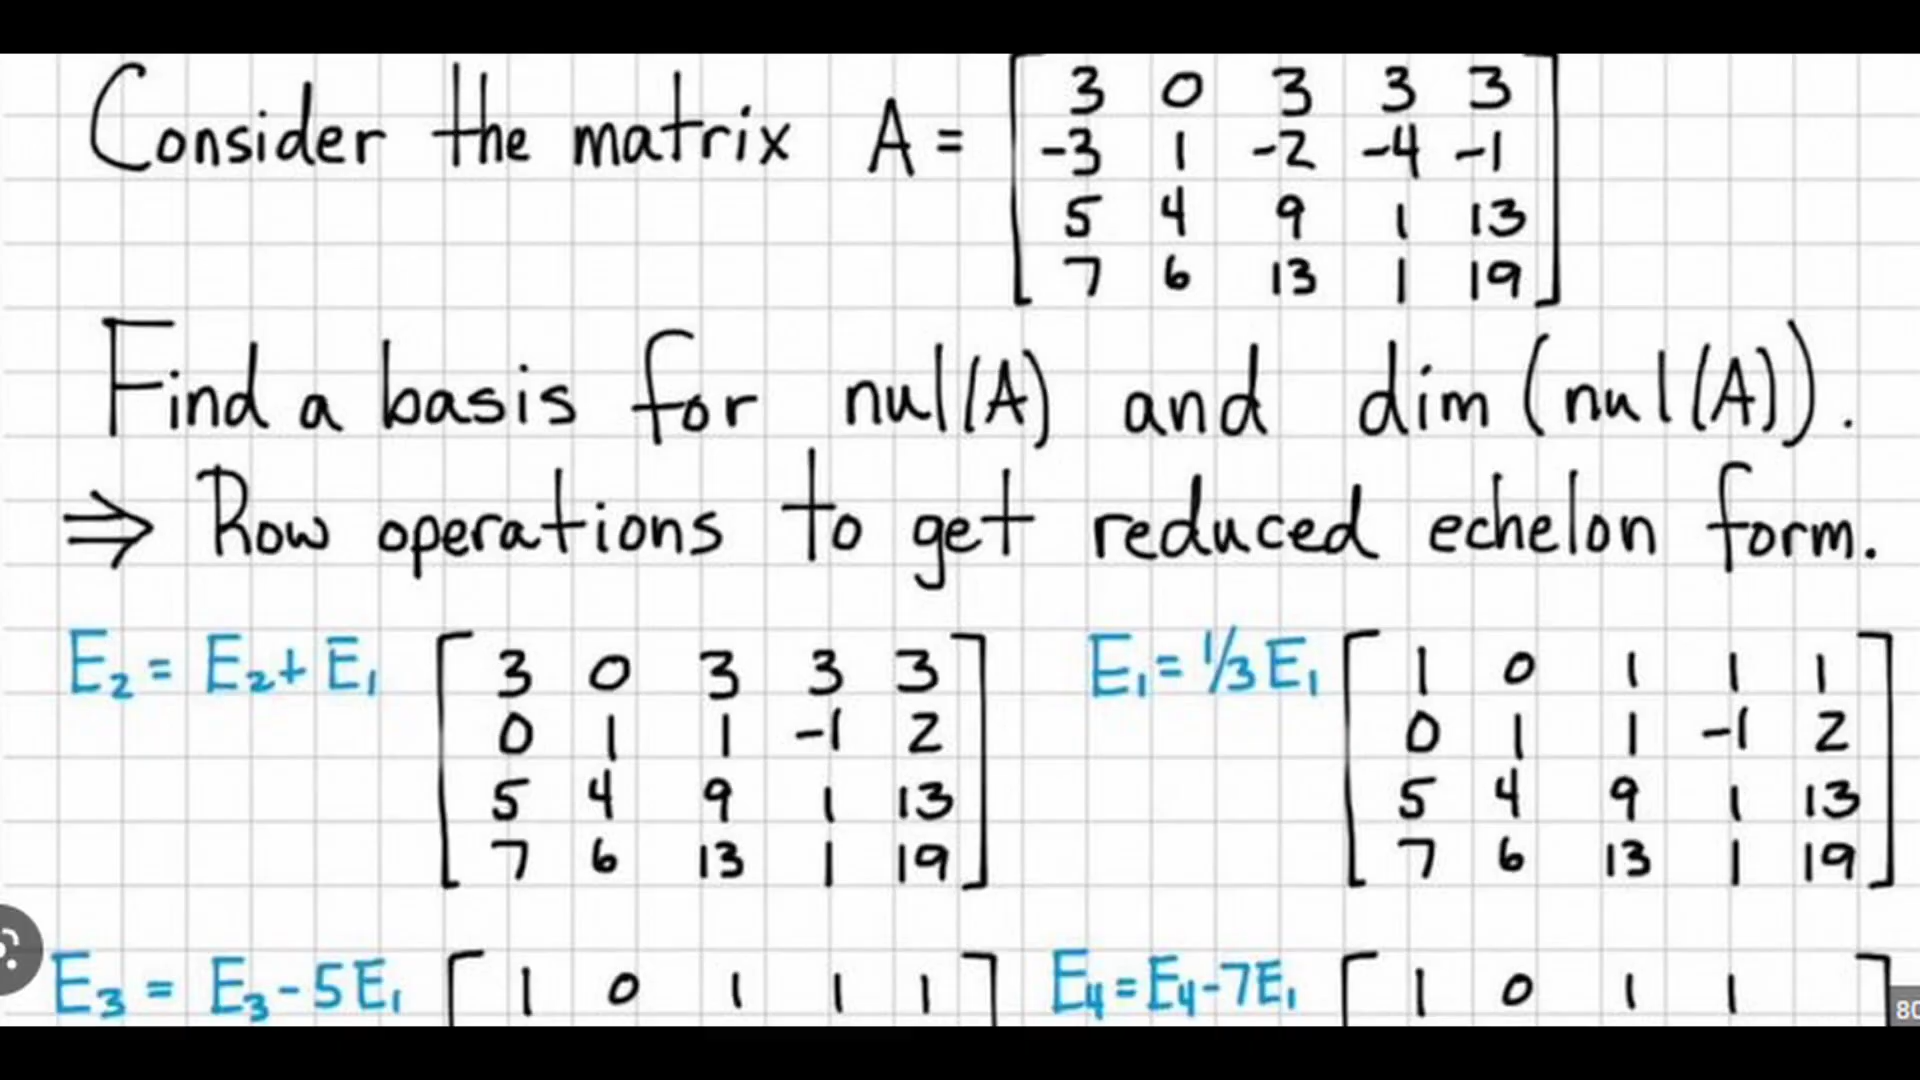 Consider the matrix A = [ 3 0 3 3 3
-3 1 -2 -4 -1
5 4 9 1 13
7 6 13 1 19 ]
Find a basis for nul(A) and dim(nul(A)).
⇒ Row operations to get reduced echelon form.
E₂ = E₂ + E₁ [ 3 0 3 3 3
0 1 1 -1 2
5 4 9 1 13
7 6 13 1 19 ]
E₁ = 1/3 E₁ [ 1 0 1 1 1
0 1 1 -1 2
5 4 9 1 13
7 6 13 1 19 ]
E₃ = E₃ - 5E₁ [ 1 0 1 1 1 ]
E₄ = E₄ - 7E₁ [ 1 0 1 1 ]
80